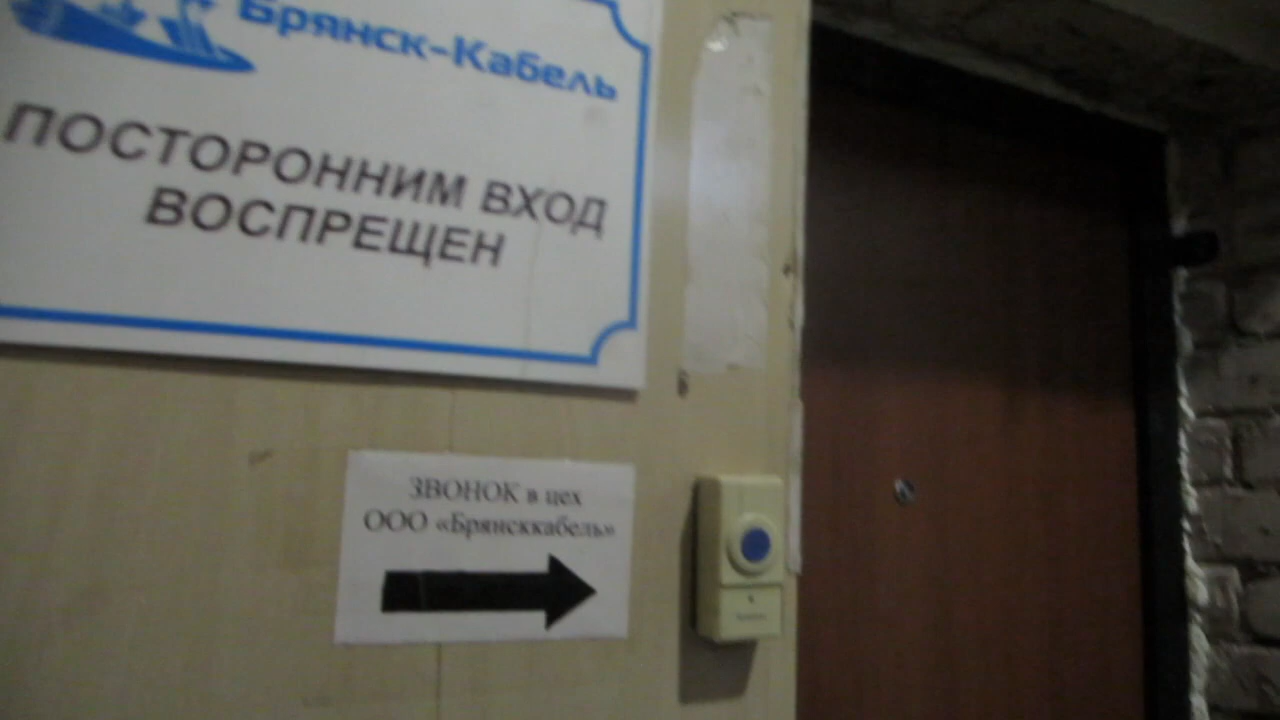 Брянск-Кабель
ПОСТОРОННИМ ВХОД
ВОСПРЕЩЕН
ЗВОНОК в цех
ООО «Брянсккабель»